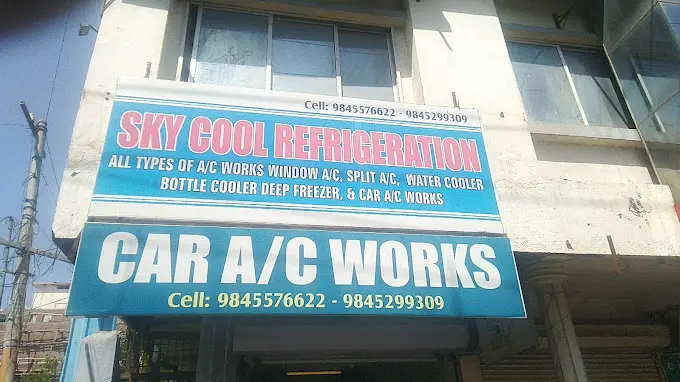 Cell: 9845576622 - 9845299309
SKY COOL REFRIGERATION
ALL TYPES OF A/C WORKS WINDOW A/C, SPLIT A/C, WATER COOLER
BOTTLE COOLER DEEP FREEZER, & CAR A/C WORKS
CAR A/C WORKS
Cell: 9845576622 - 9845299309